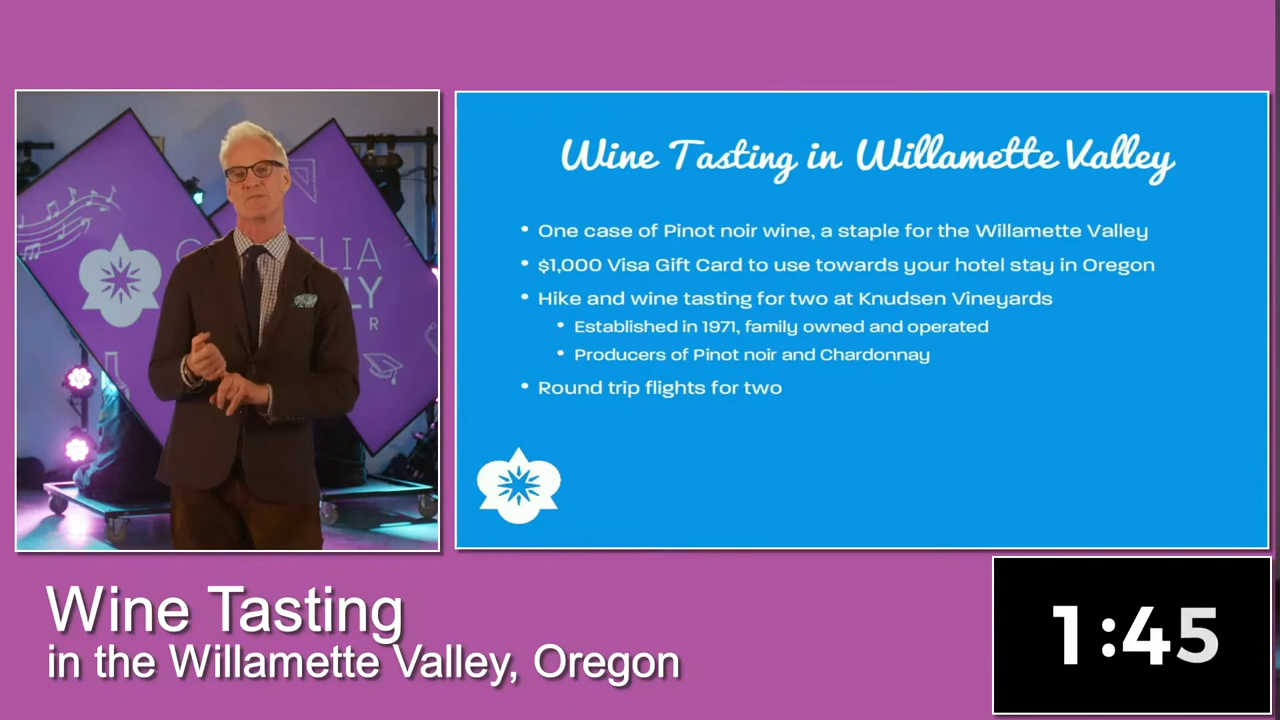 Wine Tasting in Willamette Valley
• One case of Pinot noir wine, a staple for the Willamette Valley
• $1,000 Visa Gift Card to use towards your hotel stay in Oregon
• Hike and wine tasting for two at Knudsen Vineyards
• Established in 1971, family owned and operated
• Producers of Pinot noir and Chardonnay
• Round trip flights for two
Wine Tasting
in the Willamette Valley, Oregon
1:45